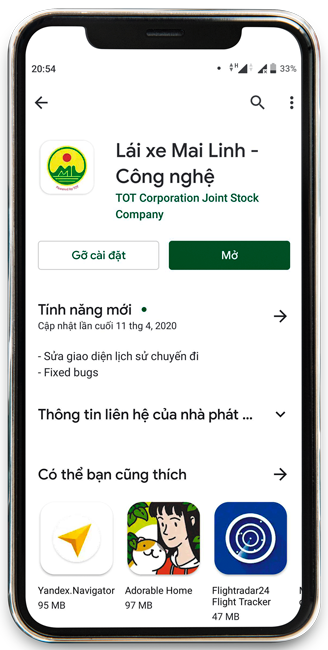 20:54
33%
Lái xe Mai Linh -
Công nghệ
TOT Corporation Joint Stock
Company
Gỡ cài đặt
Mở
Tính năng mới •
Cập nhật lần cuối 11 thg 4, 2020
- Sửa giao diện lịch sử chuyến đi
- Fixed bugs
Thông tin liên hệ của nhà phát ...
Có thể bạn cũng thích
Yandex.Navigator
95 MB
Adorable Home
97 MB
Flightradar24
Flight Tracker
47 MB